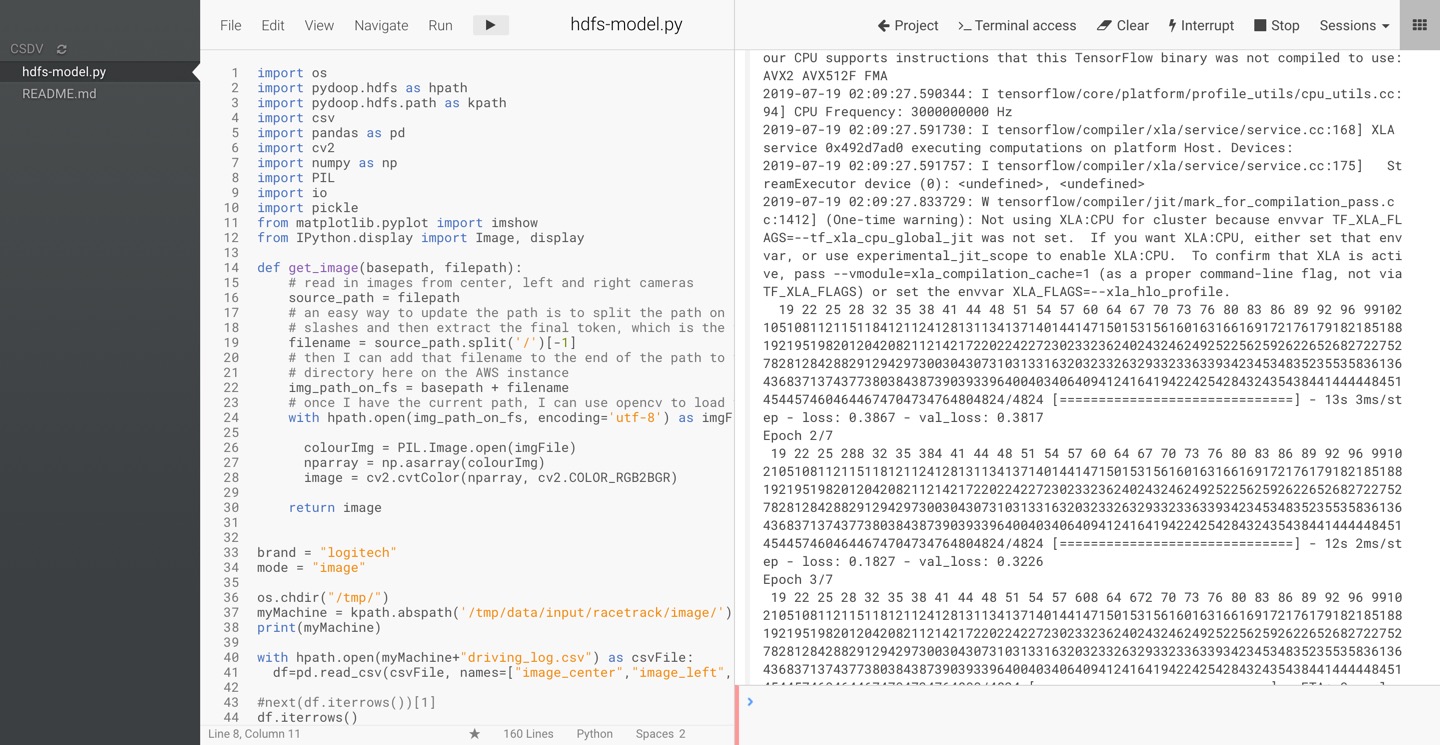 CSDV
hdfs-model.py
README.md
File Edit View Navigate Run
hdfs-model.py
1 import os
2 import pydoop.hdfs as hpath
3 import pydoop.hdfs.path as kpath
4 import csv
5 import pandas as pd
6 import cv2
7 import numpy as np
8 import PIL
9 import io
10 import pickle
11 from matplotlib.pyplot import imshow
12 from IPython.display import Image, display
13
14 def get_image(basepath, filepath):
15 # read in images from center, left and right cameras
16 source_path = filepath
17 # an easy way to update the path is to split the path on
18 # slashes and then extract the final token, which is the
19 filename = source_path.split('/')[-1]
20 # then I can add that filename to the end of the path to
21 # directory here on the AWS instance
22 img_path_on_fs = basepath + filename
23 # once I have the current path, I can use opencv to load
24 with hpath.open(img_path_on_fs, encoding='utf-8') as imgF
25
26 colourImg = PIL.Image.open(imgFile)
27 nparray = np.asarray(colourImg)
28 image = cv2.cvtColor(nparray, cv2.COLOR_RGB2BGR)
29
30 return image
31
32
33 brand = "logitech"
34 mode = "image"
35
36 os.chdir("/tmp/")
37 myMachine = kpath.abspath('/tmp/data/input/racetrack/image/')
38 print(myMachine)
39
40 with hpath.open(myMachine+"driving_log.csv") as csvFile:
41 df=pd.read_csv(csvFile, names=["image_center","image_left",
42
43 #next(df.iterrows())[1]
44 df.iterrows()
Line 8, Column 11 ★ 160 Lines Python Spaces 2
Project >_ Terminal access Clear Interrupt Stop Sessions
our CPU supports instructions that this TensorFlow binary was not compiled to use:
AVX2 AVX512F FMA
2019-07-19 02:09:27.590344: I tensorflow/core/platform/profile_utils/cpu_utils.cc:
94] CPU Frequency: 3000000000 Hz
2019-07-19 02:09:27.591730: I tensorflow/compiler/xla/service/service.cc:168] XLA
service 0x492d7ad0 executing computations on platform Host. Devices:
2019-07-19 02:09:27.591757: I tensorflow/compiler/xla/service/service.cc:175]   St
reamExecutor device (0): <undefined>, <undefined>
2019-07-19 02:09:27.833729: W tensorflow/compiler/jit/mark_for_compilation_pass.c
c:1412] (One-time warning): Not using XLA:CPU for cluster because envvar TF_XLA_FL
AGS=--tf_xla_cpu_global_jit was not set.  If you want XLA:CPU, either set that env
var, or use experimental_jit_scope to enable XLA:CPU.  To confirm that XLA is acti
ve, pass --vmodule=xla_compilation_cache=1 (as a proper command-line flag, not via
TF_XLA_FLAGS) or set the envvar XLA_FLAGS=--xla_hlo_profile.
19 22 25 28 32 35 38 41 44 48 51 54 57 60 64 67 70 73 76 80 83 86 89 92 96 99102
1051081121151184121124128131134137140144147150153156160163166169172176179182185188
1921951982012042082112142172202242272302332362402432462492522562592622652682722752
7828128428829129429730030430731031331632032332632933233633934234534835235535836136
4368371374377380384387390393396400403406409412416419422425428432435438441444448451
4544574604644674704734764804824/4824 [==============================] - 13s 3ms/st
ep - loss: 0.3867 - val_loss: 0.3817
Epoch 2/7
19 22 25 288 32 35 384 41 44 48 51 54 57 60 64 67 70 73 76 80 83 86 89 92 96 9910
2105108112115118121124128131134137140144147150153156160163166169172176179182185188
1921951982012042082112142172202242272302332362402432462492522562592622652682722752
7828128428829129429730030430731031331632032332632933233633934234534835235535836136
4368371374377380384387390393396400403406409412416419422425428432435438441444448451
4544574604644674704734764804824/4824 [==============================] - 12s 2ms/st
ep - loss: 0.1827 - val_loss: 0.3226
Epoch 3/7
19 22 25 28 32 35 38 41 44 48 51 54 57 608 64 672 70 73 76 80 83 86 89 92 96 9910
2105108112115118121124128131134137140144147150153156160163166169172176179182185188
1921951982012042082112142172202242272302332362402432462492522562592622652682722752
7828128428829129429730030430731031331632032332632933233633934234534835235535836136
4368371374377380384387390393396400403406409412416419422425428432435438441444448451